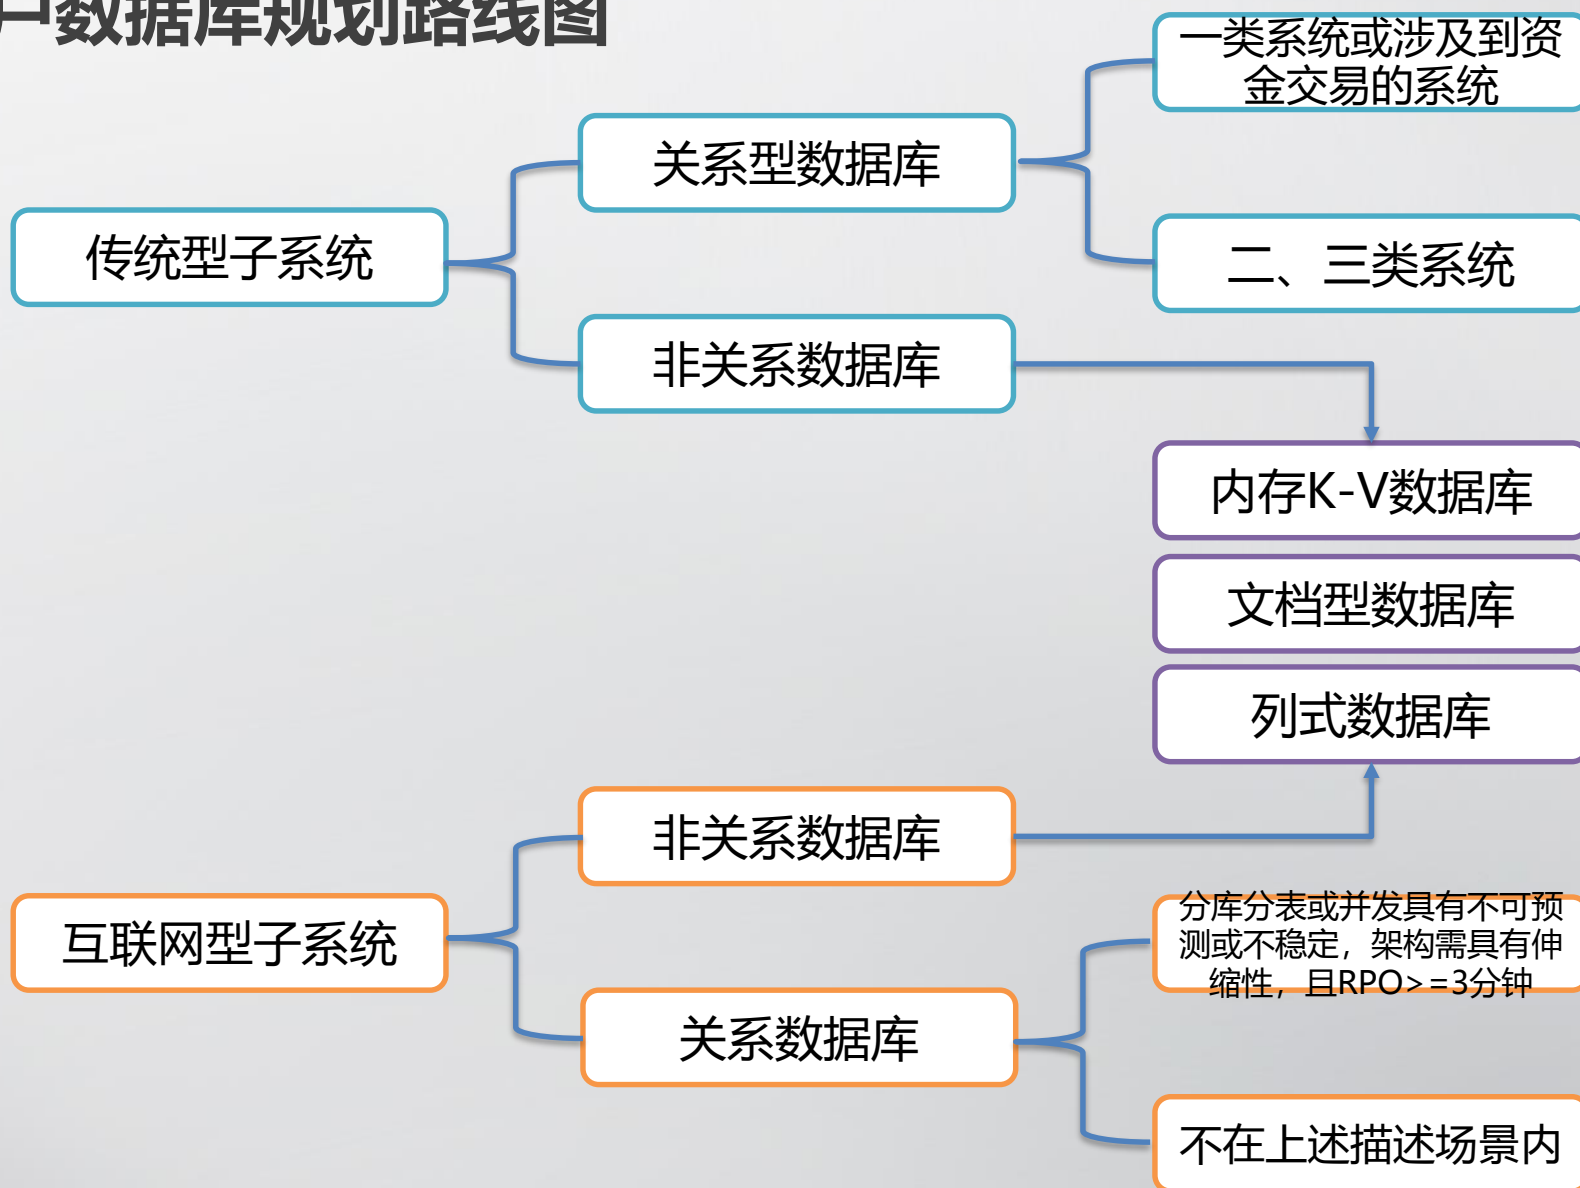 户数据库规划路线图
一类系统或涉及到资
金交易的系统
关系型数据库
传统型子系统
二、三类系统
非关系数据库
内存K-V数据库
文档型数据库
列式数据库
非关系数据库
互联网型子系统
分库分表或并发具有不可预
测或不稳定，架构需具有伸
缩性，且RPO>=3分钟
关系数据库
不在上述描述场景内